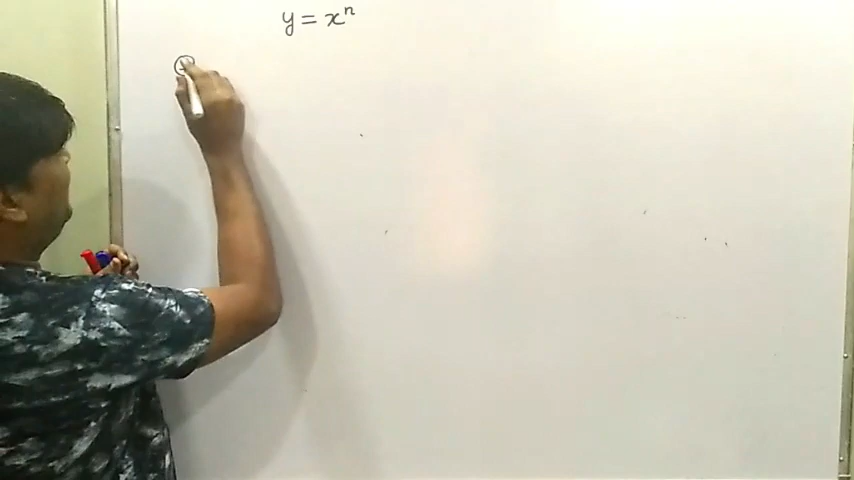 y = xⁿ